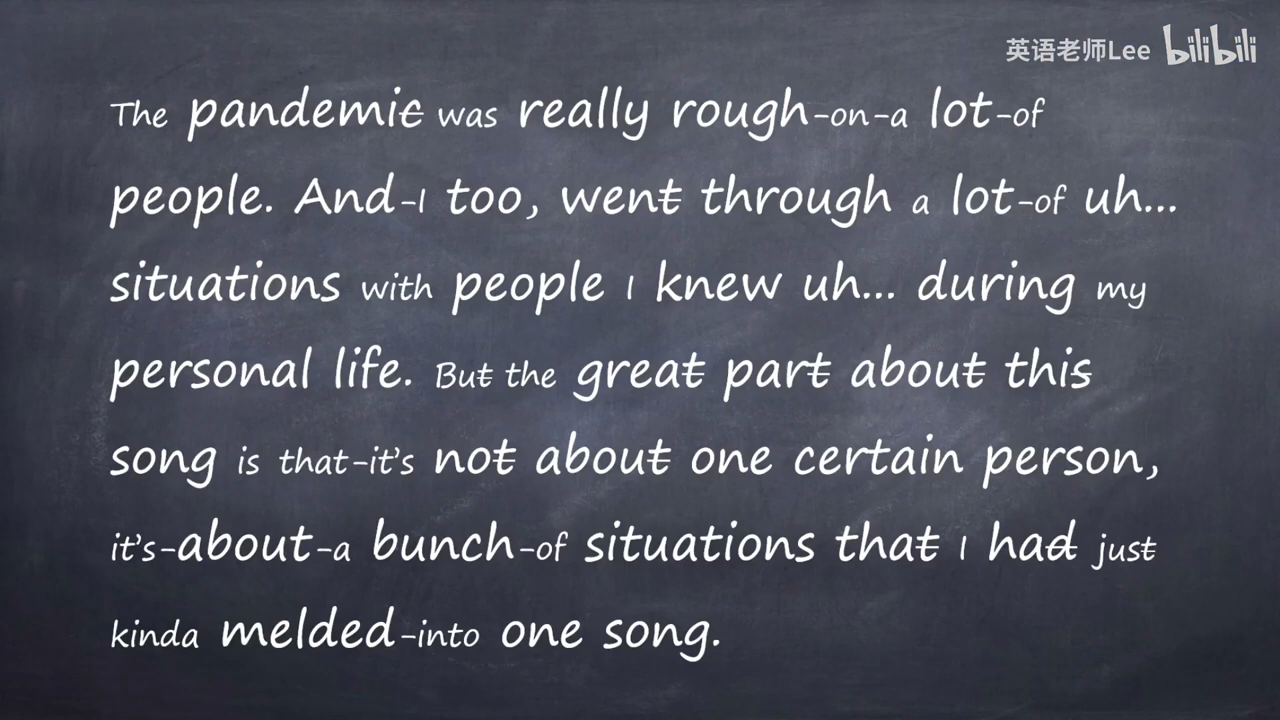 英语老师Lee bilibili
The pandemic was really rough-on-a lot-of
people. And-I too, went through a lot-of uh...
situations with people I knew uh... during my
personal life. But the great part about this
song is that-it's not about one certain person,
it's-about-a bunch-of situations that I had just
kinda melded-into one song.